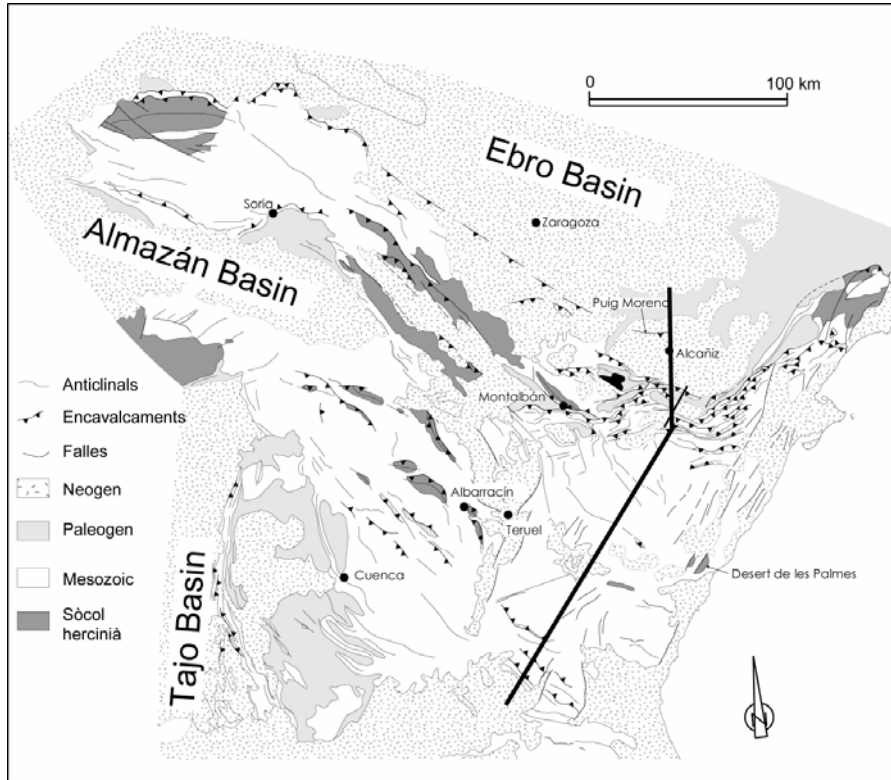 0
100 km
Ebro Basin
Soria
Zaragoza
Almazán Basin
Puig Moreno
Alcañiz
Anticlinals
Encavalcaments
Montalbán
Falles
Neogen
Albarracín
Paleogen
Teruel
Cuenca
Desert de les Palmes
Mesozoic
Tajo Basin
Sòcol
hercinià
N